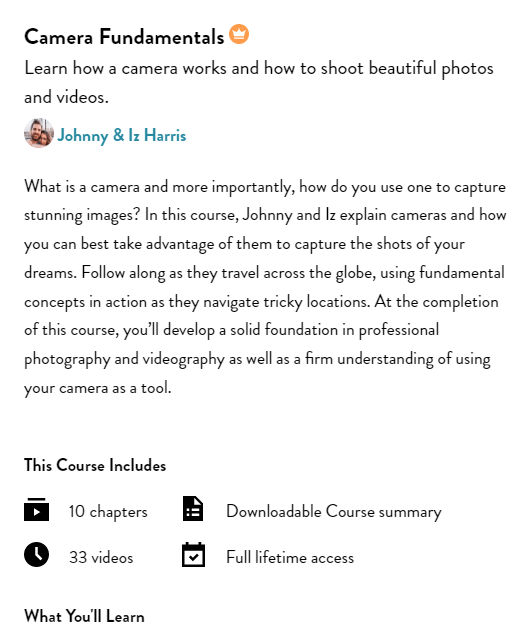 Camera Fundamentals
Learn how a camera works and how to shoot beautiful photos
and videos.
Johnny & Iz Harris
What is a camera and more importantly, how do you use one to capture
stunning images? In this course, Johnny and Iz explain cameras and how
you can best take advantage of them to capture the shots of your
dreams. Follow along as they travel across the globe, using fundamental
concepts in action as they navigate tricky locations. At the completion
of this course, you’ll develop a solid foundation in professional
photography and videography as well as a firm understanding of using
your camera as a tool.
This Course Includes
10 chapters
Downloadable Course summary
33 videos
Full lifetime access
What You'll Learn